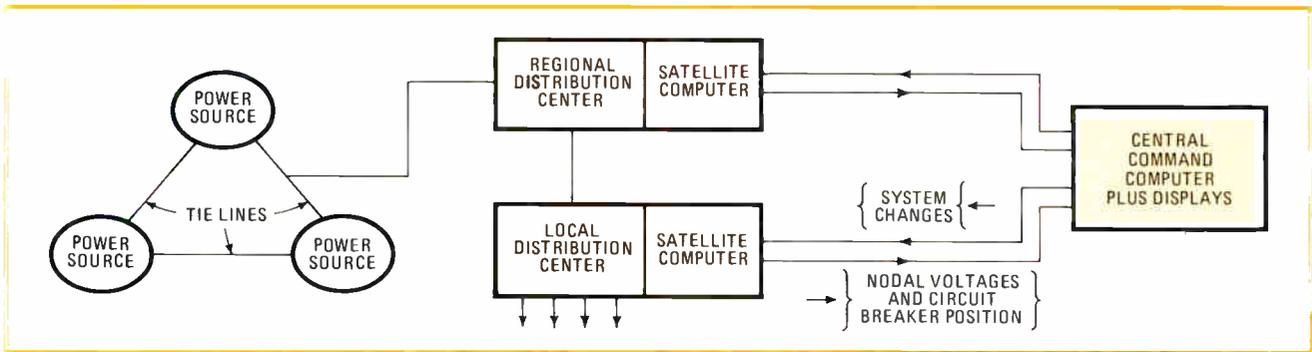 POWER
SOURCE
TIE LINES
POWER
SOURCE
POWER
SOURCE
REGIONAL
DISTRIBUTION
CENTER
SATELLITE
COMPUTER
LOCAL
DISTRIBUTION
CENTER
SATELLITE
COMPUTER
SYSTEM
CHANGES
NODAL VOLTAGES
AND CIRCUIT
BREAKER POSITION
CENTRAL
COMMAND
COMPUTER
PLUS DISPLAYS